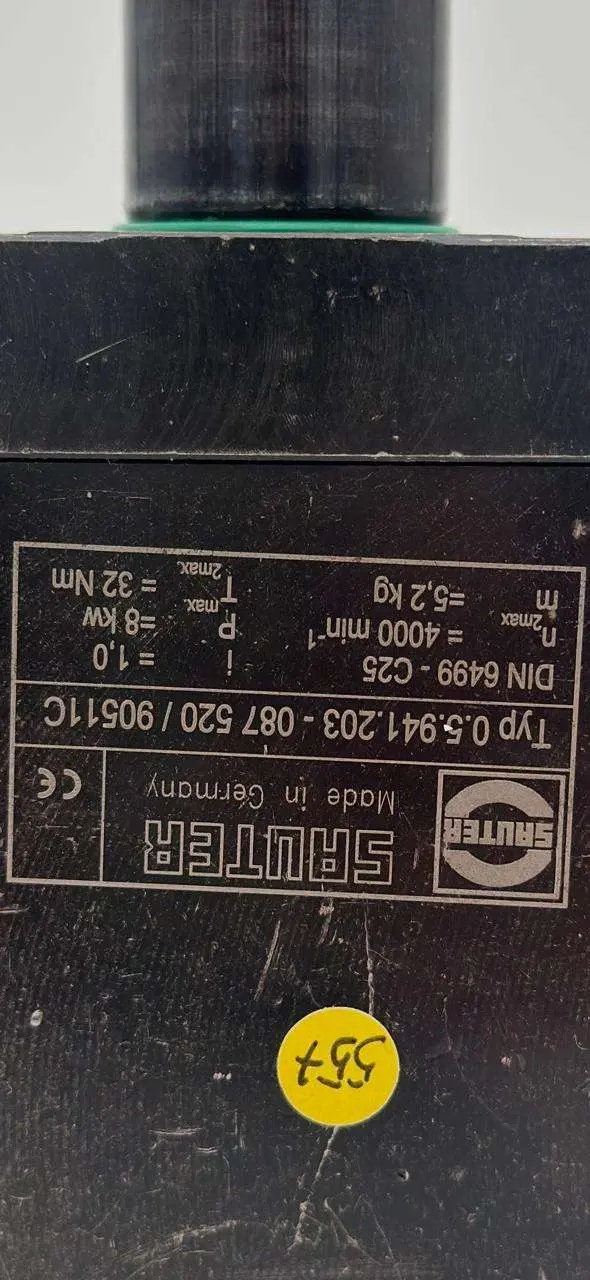 SAUTER
SAUTER
Made in Germany
CE
Typ 0.5.941.203 - 087 520 / 90511C
DIN 6499 - C25 i = 1,0
n2max = 4000 min⁻¹ Pmax. =8 kw
m =5,2 kg T2max. = 32 Nm
557